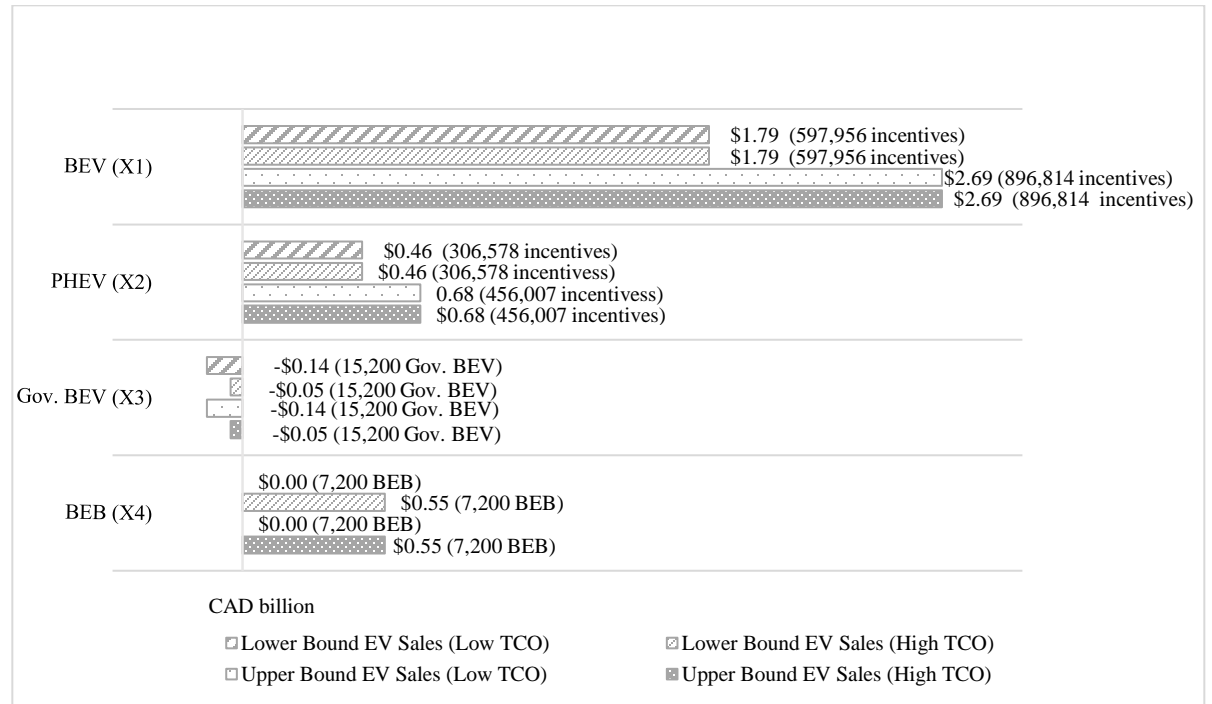 BEV (X1)
$1.79 (597,956 incentives)
$1.79 (597,956 incentives)
$2.69 (896,814 incentives)
$2.69 (896,814 incentives)
PHEV (X2)
$0.46 (306,578 incentives)
$0.46 (306,578 incentivess)
0.68 (456,007 incentivess)
$0.68 (456,007 incentives)
Gov. BEV (X3)
-$0.14 (15,200 Gov. BEV)
-$0.05 (15,200 Gov. BEV)
-$0.14 (15,200 Gov. BEV)
-$0.05 (15,200 Gov. BEV)
BEB (X4)
$0.00 (7,200 BEB)
$0.55 (7,200 BEB)
$0.00 (7,200 BEB)
$0.55 (7,200 BEB)
CAD billion
Lower Bound EV Sales (Low TCO)
Lower Bound EV Sales (High TCO)
Upper Bound EV Sales (Low TCO)
Upper Bound EV Sales (High TCO)